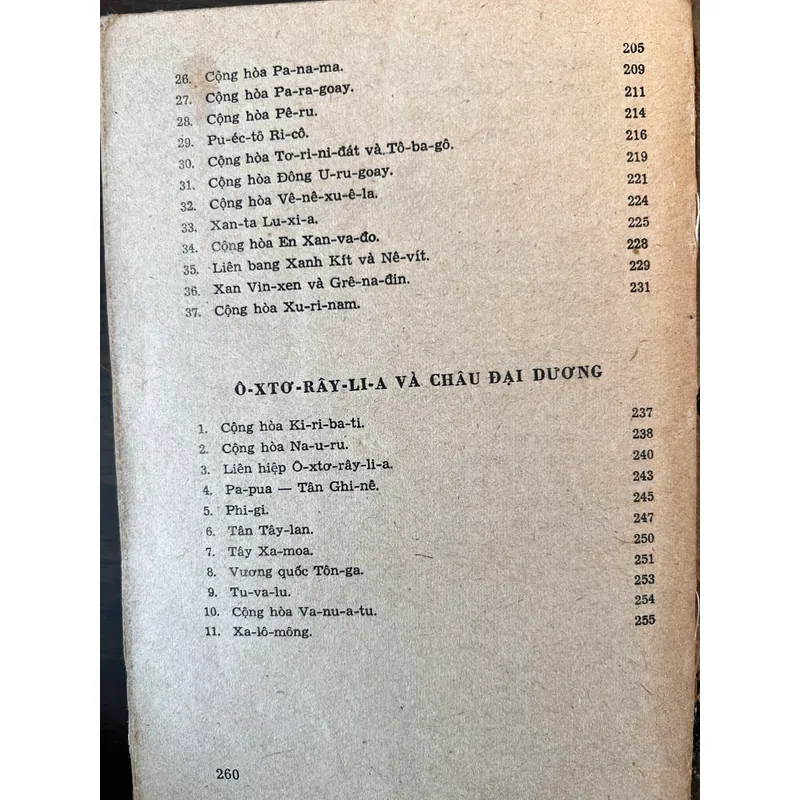 26. Cộng hòa Pa-na-ma. 205
27. Cộng hòa Pa-ra-goay. 209
28. Cộng hòa Pê-ru. 211
29. Pu-éc-tô Ri-cô. 214
30. Cộng hòa Tơ-ri-ni-đát và Tô-ba-gô. 216
31. Cộng hòa Đông U-ru-goay. 219
32. Cộng hòa Vê-nê-xu-ê-la. 221
33. Xan-ta Lu-xi-a. 224
34. Cộng hòa En Xan-va-đo. 225
35. Liên bang Xanh Kít và Nê-vít. 228
36. Xan Vin-xen và Grê-na-đin. 229
37. Cộng hòa Xu-ri-nam. 231
Ô-XTƠ-RÂY-LI-A VÀ CHÂU ĐẠI DƯƠNG
1. Cộng hòa Ki-ri-ba-ti. 237
2. Cộng hòa Na-u-ru. 238
3. Liên hiệp Ô-xtơ-rây-li-a. 240
4. Pa-pua — Tân Ghi-nê. 243
5. Phi-gi. 245
6. Tân Tây-lan. 247
7. Tây Xa-moa. 250
8. Vương quốc Tôn-ga. 251
9. Tu-va-lu. 253
10. Cộng hòa Va-nu-a-tu. 254
11. Xa-lô-mông. 255
260